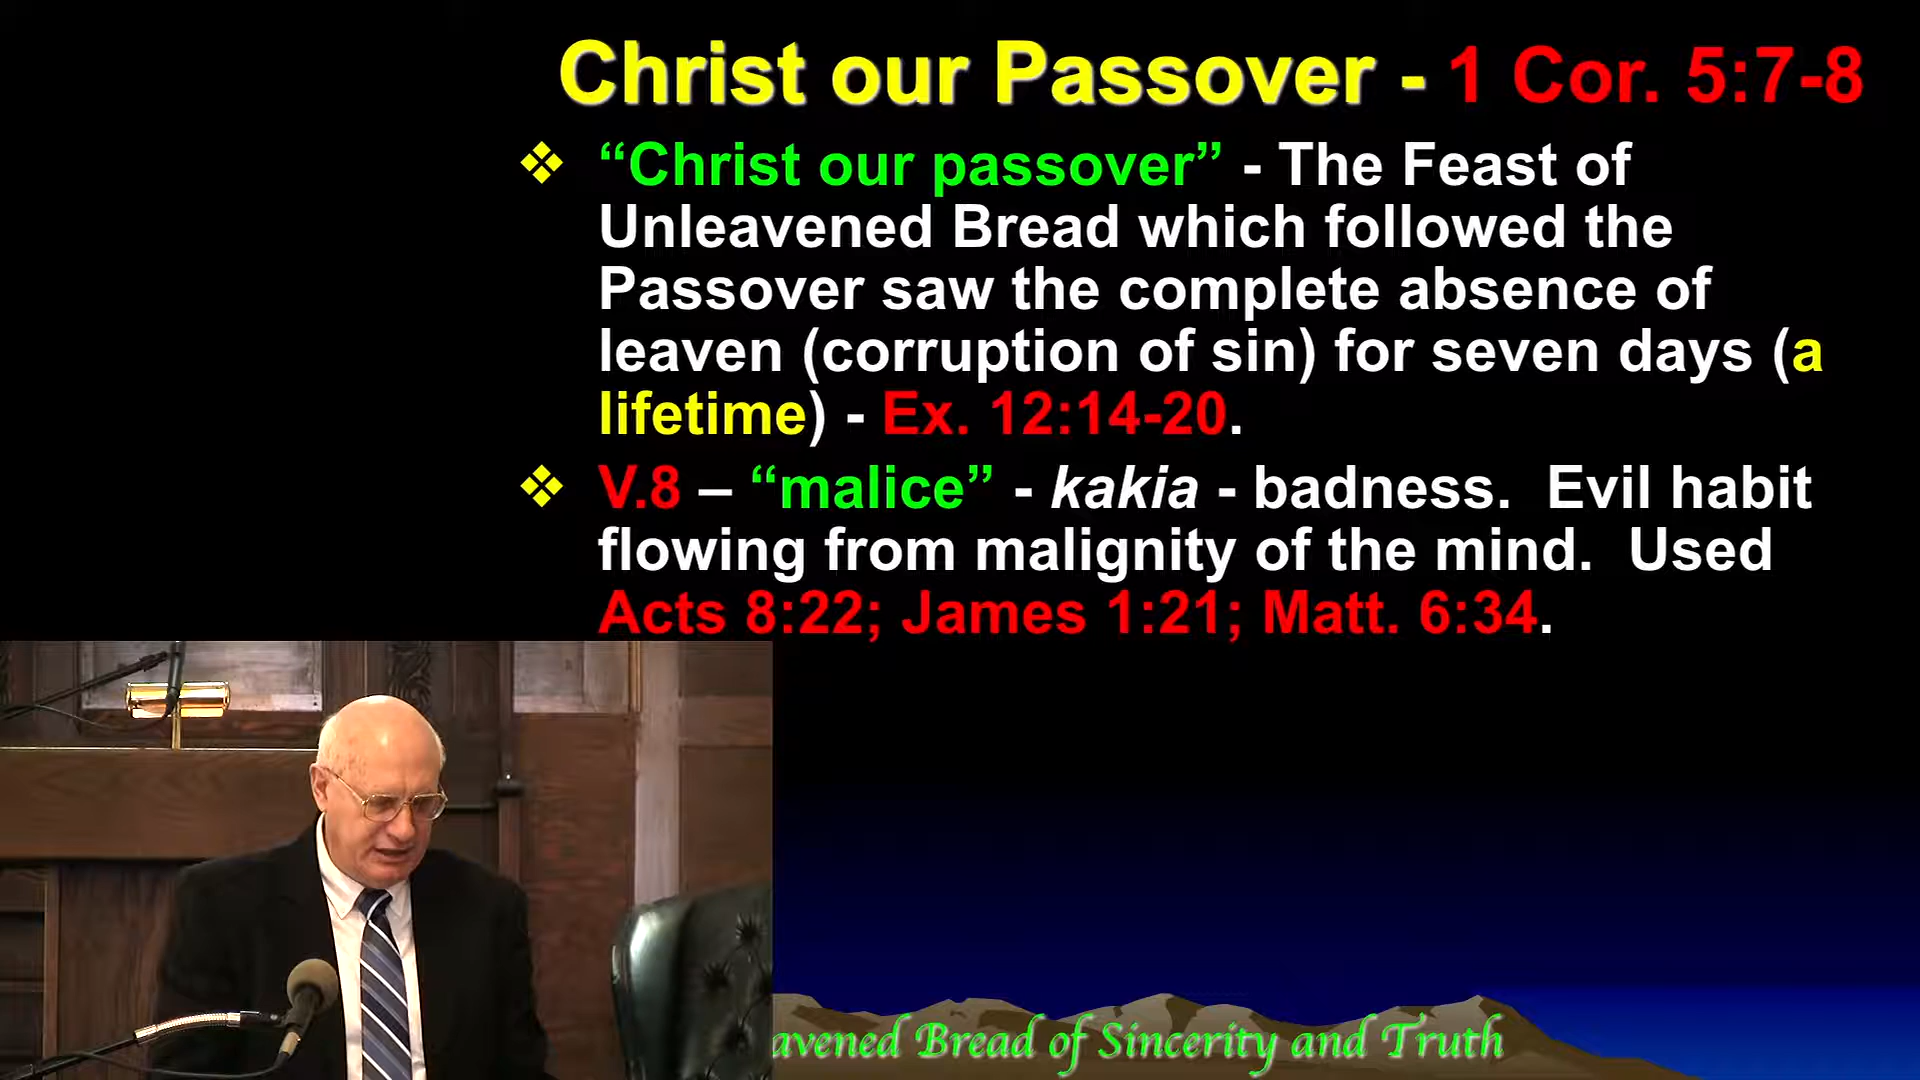 Christ our Passover - 1 Cor. 5:7-8
❖ “Christ our passover” - The Feast of
Unleavened Bread which followed the
Passover saw the complete absence of
leaven (corruption of sin) for seven days (a
lifetime) - Ex. 12:14-20.
❖ V.8 – “malice” - kakia - badness.  Evil habit
flowing from malignity of the mind.  Used
Acts 8:22; James 1:21; Matt. 6:34.
avened Bread of Sincerity and Truth